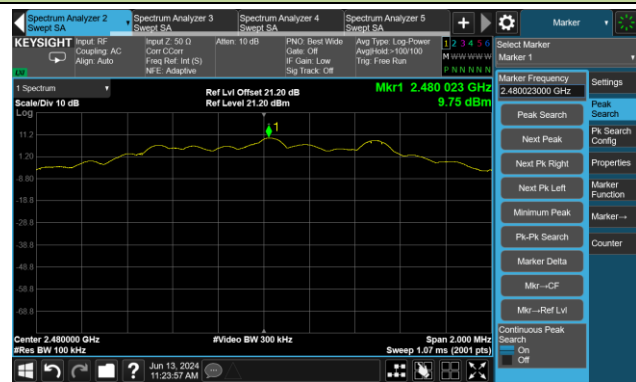 Spectrum Analyzer 2
Swept SA
Spectrum Analyzer 3
Swept SA
Spectrum Analyzer 4
Swept SA
Spectrum Analyzer 5
Swept SA
+
Marker
KEYSIGHT
Input: RF
Coupling: AC
Align: Auto
Input Z: 50 Ω
Corr CCorr
Freq Ref: Int (S)
NFE: Adaptive
Atten: 10 dB
PNO: Best Wide
Gate: Off
IF Gain: Low
Sig Track: Off
Avg Type: Log-Power
Avg|Hold:>100/100
Trig: Free Run
1 2 3 4 5 6
M W W W W W
P N N N N N
Select Marker
Marker 1
LXI
1 Spectrum
Scale/Div 10 dB
Log
Ref Lvl Offset 21.20 dB
Ref Level 21.20 dBm
Mkr1 2.480 023 GHz
9.75 dBm
1
11.2
1.20
-8.80
-18.8
-28.8
-38.8
-48.8
-58.8
-68.8
Center 2.480000 GHz
#Res BW 100 kHz
#Video BW 300 kHz
Span 2.000 MHz
Sweep 1.07 ms (2001 pts)
Marker Frequency
2.480023000 GHz
Peak Search
Next Peak
Next Pk Right
Next Pk Left
Minimum Peak
Pk-Pk Search
Marker Delta
Mkr→CF
Mkr→Ref Lvl
Continuous Peak
Search
On
Off
Settings
Peak
Search
Pk Search
Config
Properties
Marker
Function
Marker→
Counter
?
Jun 13, 2024
11:23:57 AM